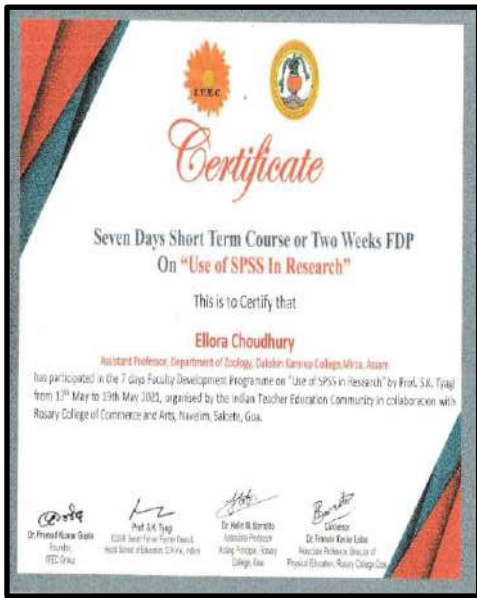 Certificate
Seven Days Short Term Course or Two Weeks FDP
On "Use of SPSS In Research"
This is to Certify that
Ellora Choudhury
Assistant Professor, Department of Zoology, Dakshin Kamrup College, Mirza, Assam
has participated in the 7 days Faculty Development Programme on "Use of SPSS in Research" by Prof. S.K. Tyagi
from 13th May to 19th May 2021, organised by the Indian Teacher Education Community in collaboration with
Rosary College of Commerce and Arts, Navelim, Salcete, Goa.
Dr. Pramod Kumar Gupta
Founder,
ITEC Group
Prof. S.K. Tyagi
Associate Professor
Principal, Rosary
College, Goa
Convenor
Dr. Francis Xavier Lobo
Associate Professor, Director of
Physical Education, Rosary College, Goa